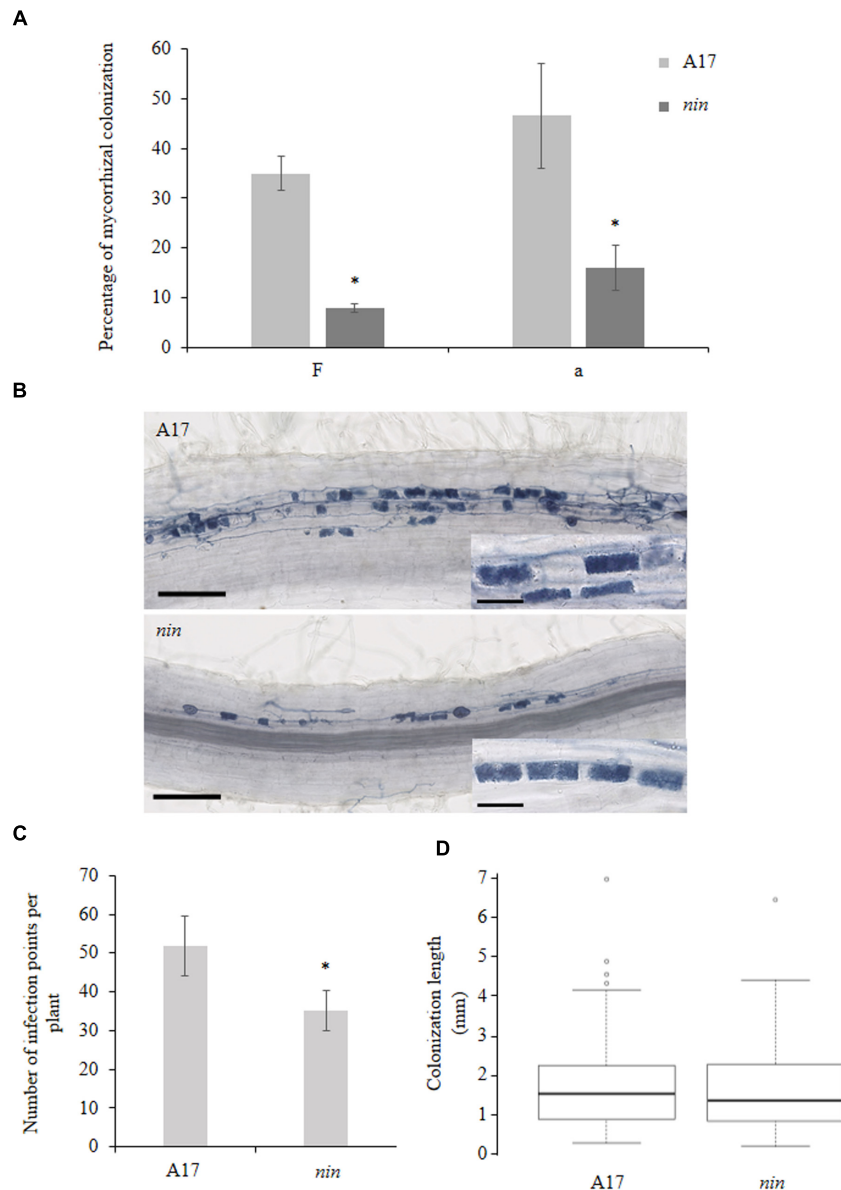 A
Percentage of mycorrhizal colonization
60
50
40
30
20
10
0
A17
nin
*
*
F
a
B
A17
nin
C
Number of infection points per
plant
70
60
50
40
30
20
10
0
*
A17
nin
D
Colonization length
(mm)
7
6
5
4
3
2
1
0
A17
nin